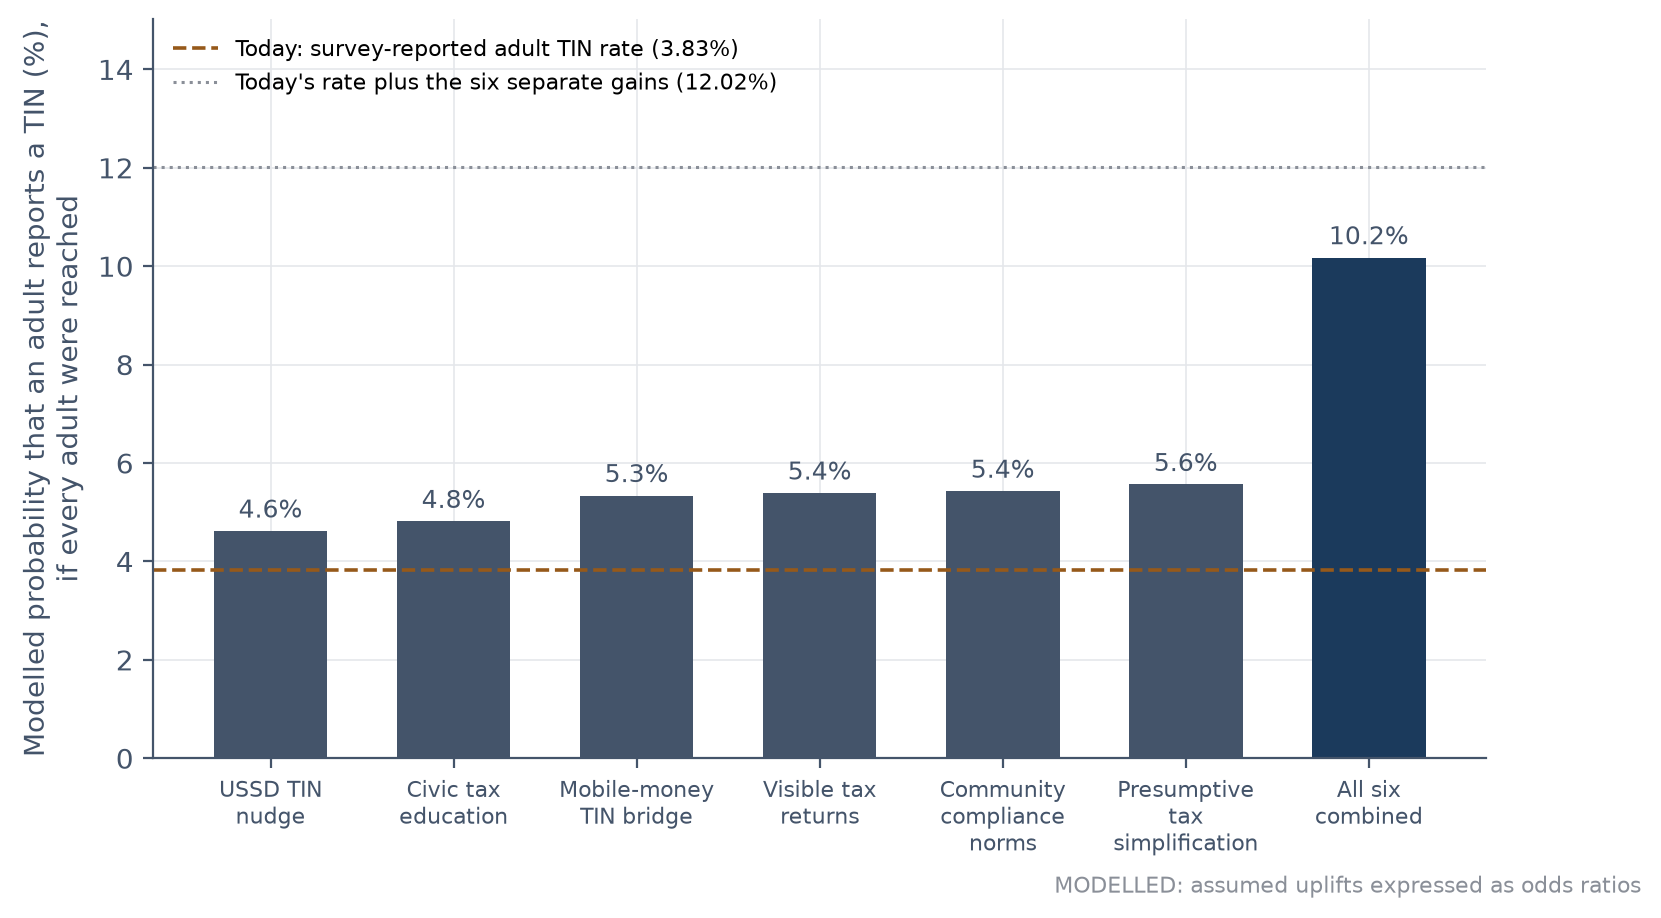 Modelled probability that an adult reports a TIN (%),
if every adult were reached
Today: survey-reported adult TIN rate (3.83%)
Today's rate plus the six separate gains (12.02%)
14
12
10
8
6
4
2
0
4.6%
4.8%
5.3%
5.4%
5.4%
5.6%
10.2%
USSD TIN
nudge
Civic tax
education
Mobile-money
TIN bridge
Visible tax
returns
Community
compliance
norms
Presumptive
tax
simplification
All six
combined
MODELLED: assumed uplifts expressed as odds ratios